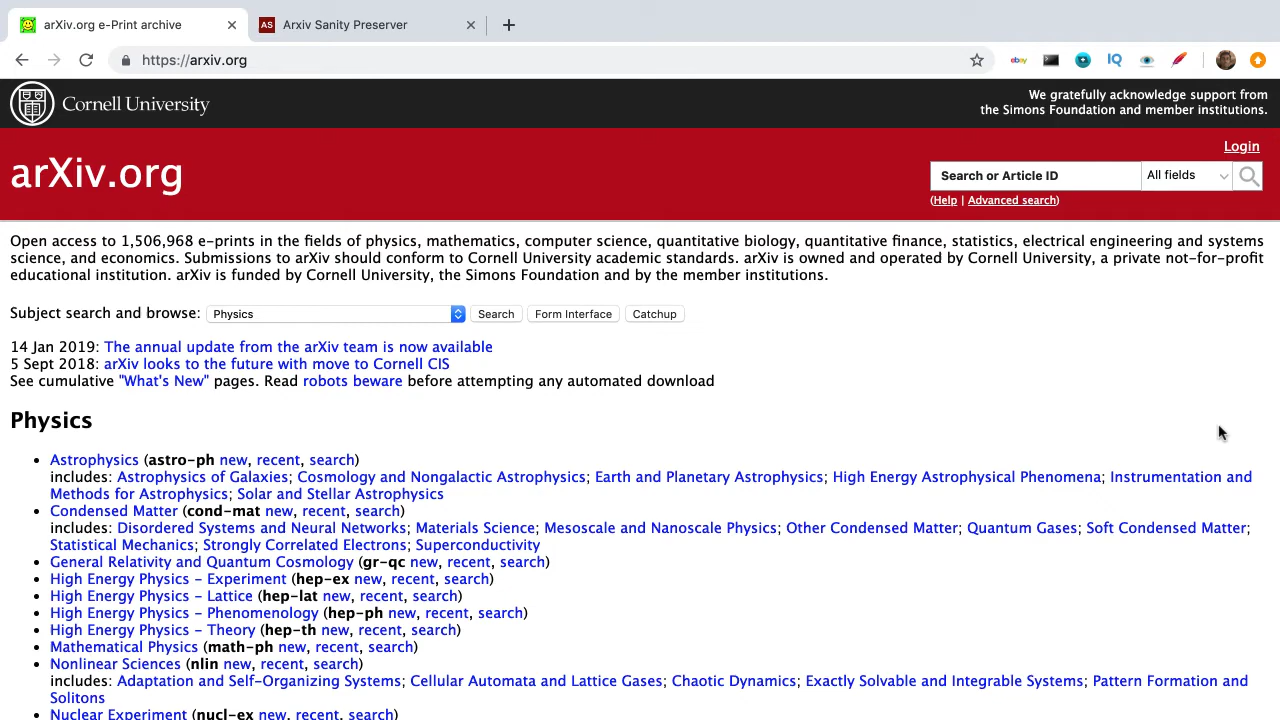 arXiv.org e-Print archive
AS Arxiv Sanity Preserver
https://arxiv.org
ebay
IQ
Cornell University
We gratefully acknowledge support from
the Simons Foundation and member institutions.
Login
arXiv.org
Search or Article ID All fields
(Help | Advanced search)
Open access to 1,506,968 e-prints in the fields of physics, mathematics, computer science, quantitative biology, quantitative finance, statistics, electrical engineering and systems
science, and economics. Submissions to arXiv should conform to Cornell University academic standards. arXiv is owned and operated by Cornell University, a private not-for-profit
educational institution. arXiv is funded by Cornell University, the Simons Foundation and by the member institutions.
Subject search and browse: Physics Search Form Interface Catchup
14 Jan 2019: The annual update from the arXiv team is now available
5 Sept 2018: arXiv looks to the future with move to Cornell CIS
See cumulative "What's New" pages. Read robots beware before attempting any automated download
Physics
• Astrophysics (astro-ph new, recent, search)
includes: Astrophysics of Galaxies; Cosmology and Nongalactic Astrophysics; Earth and Planetary Astrophysics; High Energy Astrophysical Phenomena; Instrumentation and
Methods for Astrophysics; Solar and Stellar Astrophysics
• Condensed Matter (cond-mat new, recent, search)
includes: Disordered Systems and Neural Networks; Materials Science; Mesoscale and Nanoscale Physics; Other Condensed Matter; Quantum Gases; Soft Condensed Matter;
Statistical Mechanics; Strongly Correlated Electrons; Superconductivity
• General Relativity and Quantum Cosmology (gr-qc new, recent, search)
• High Energy Physics - Experiment (hep-ex new, recent, search)
• High Energy Physics - Lattice (hep-lat new, recent, search)
• High Energy Physics - Phenomenology (hep-ph new, recent, search)
• High Energy Physics - Theory (hep-th new, recent, search)
• Mathematical Physics (math-ph new, recent, search)
• Nonlinear Sciences (nlin new, recent, search)
includes: Adaptation and Self-Organizing Systems; Cellular Automata and Lattice Gases; Chaotic Dynamics; Exactly Solvable and Integrable Systems; Pattern Formation and
Solitons
• Nuclear Experiment (nucl-ex new, recent, search)